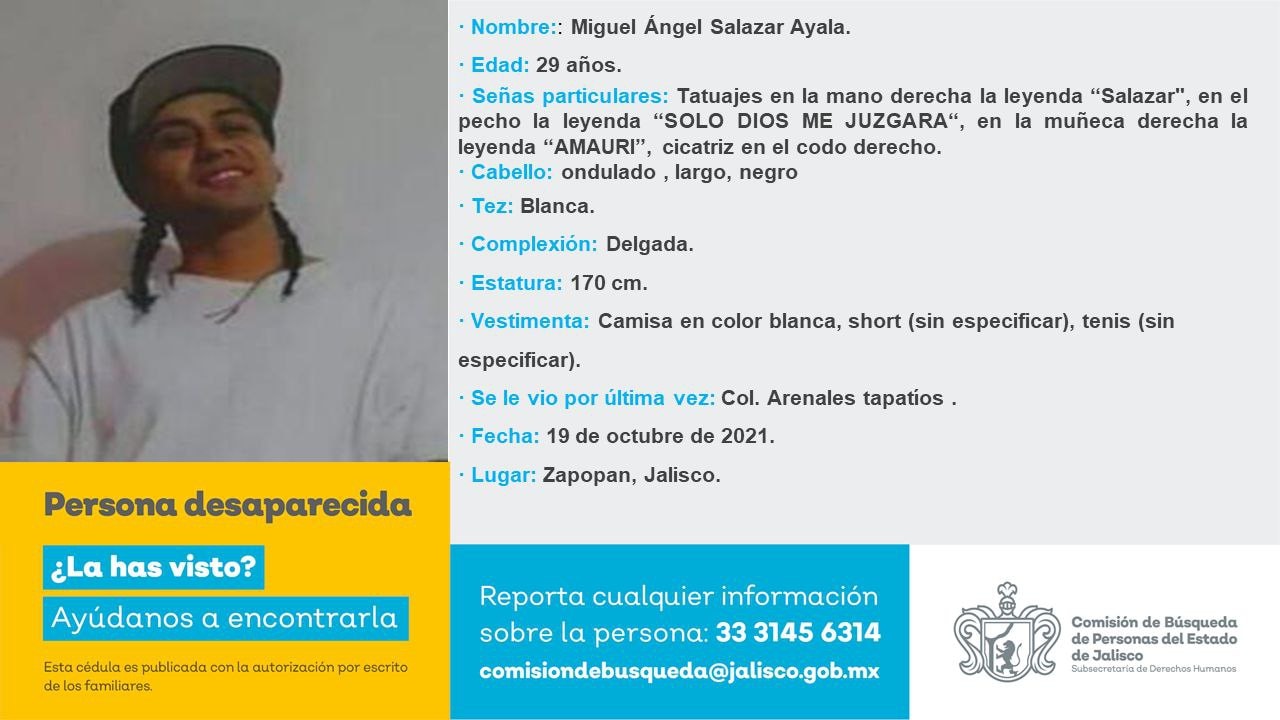 · Nombre:: Miguel Ángel Salazar Ayala.
· Edad: 29 años.
· Señas particulares: Tatuajes en la mano derecha la leyenda “Salazar", en el
pecho la leyenda “SOLO DIOS ME JUZGARA“, en la muñeca derecha la
leyenda “AMAURI”, cicatriz en el codo derecho.
· Cabello: ondulado , largo, negro
· Tez: Blanca.
· Complexión: Delgada.
· Estatura: 170 cm.
· Vestimenta: Camisa en color blanca, short (sin especificar), tenis (sin
especificar).
· Se le vio por última vez: Col. Arenales tapatíos .
· Fecha: 19 de octubre de 2021.
· Lugar: Zapopan, Jalisco.
Persona desaparecida
¿La has visto?
Ayúdanos a encontrarla
Esta cédula es publicada con la autorización por escrito
de los familiares.
Reporta cualquier información
sobre la persona: 33 3145 6314
comisiondebusqueda@jalisco.gob.mx
Comisión de Búsqueda
de Personas del Estado
de Jalisco
Subsecretaría de Derechos Humanos